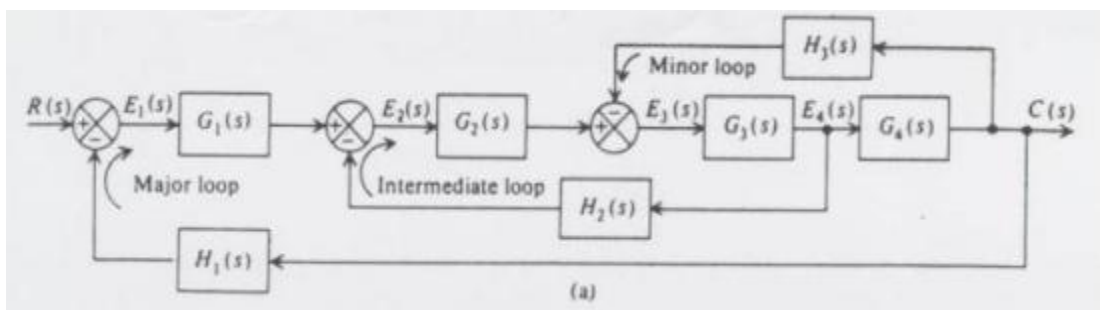 H₃(s)
Minor loop
R(s) + − E₁(s) G₁(s) + − E₂(s) G₂(s) + − E₃(s) G₃(s) E₄(s) G₄(s) C(s)
Major loop
Intermediate loop
H₂(s)
H₁(s)
(a)